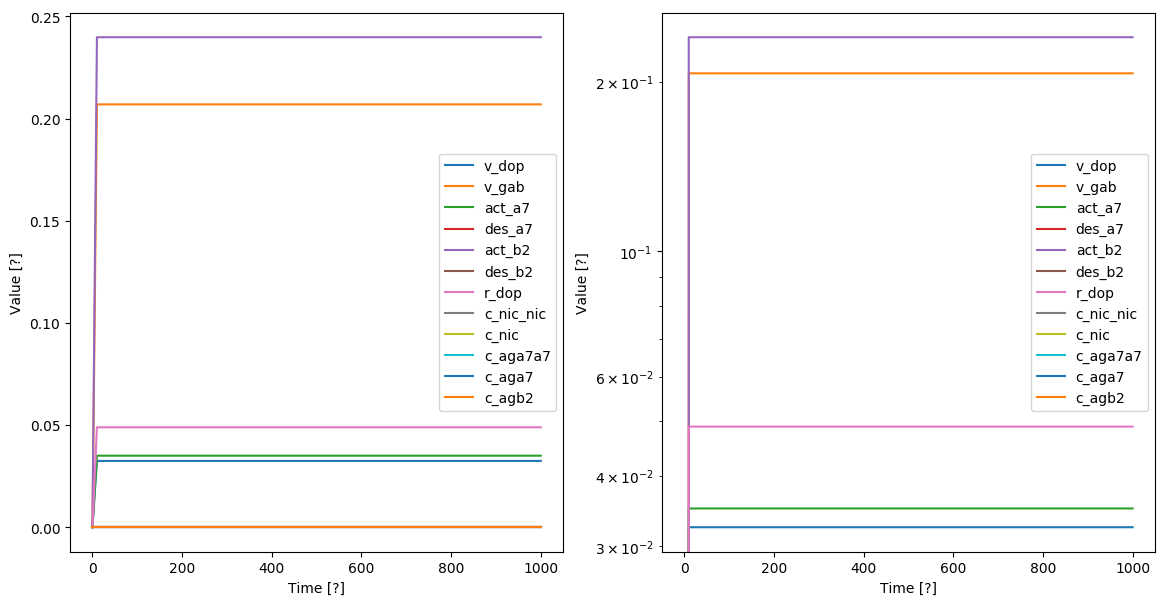 0.25
0.20
0.15
0.10
0.05
0.00
Value [?]
0
200
400
600
800
1000
Time [?]
v_dop
v_gab
act_a7
des_a7
act_b2
des_b2
r_dop
c_nic_nic
c_nic
c_aga7a7
c_aga7
c_agb2
2 × 10⁻¹
10⁻¹
6 × 10⁻²
4 × 10⁻²
3 × 10⁻²
Value [?]
0
200
400
600
800
1000
Time [?]
v_dop
v_gab
act_a7
des_a7
act_b2
des_b2
r_dop
c_nic_nic
c_nic
c_aga7a7
c_aga7
c_agb2